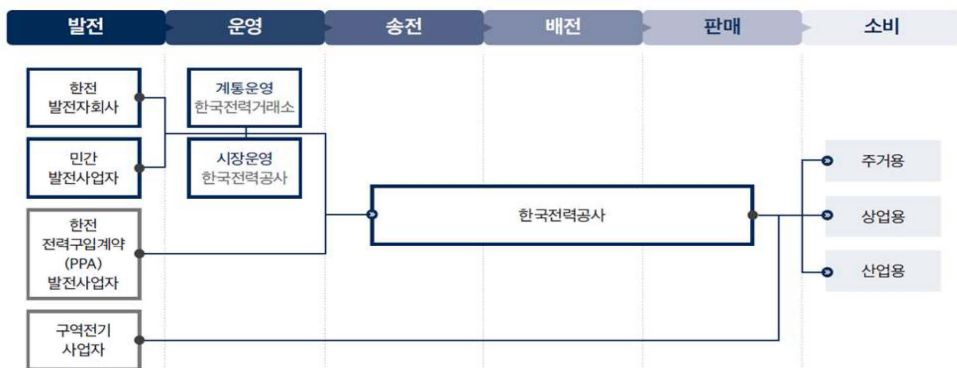 발전 운영 송전 배전 판매 소비
한전
발전자회사
계통운영
한국전력거래소
민간
발전사업자
시장운영
한국전력공사
한전
전력구입계약
(PPA)
발전사업자
구역전기
사업자
한국전력공사
주거용
상업용
산업용